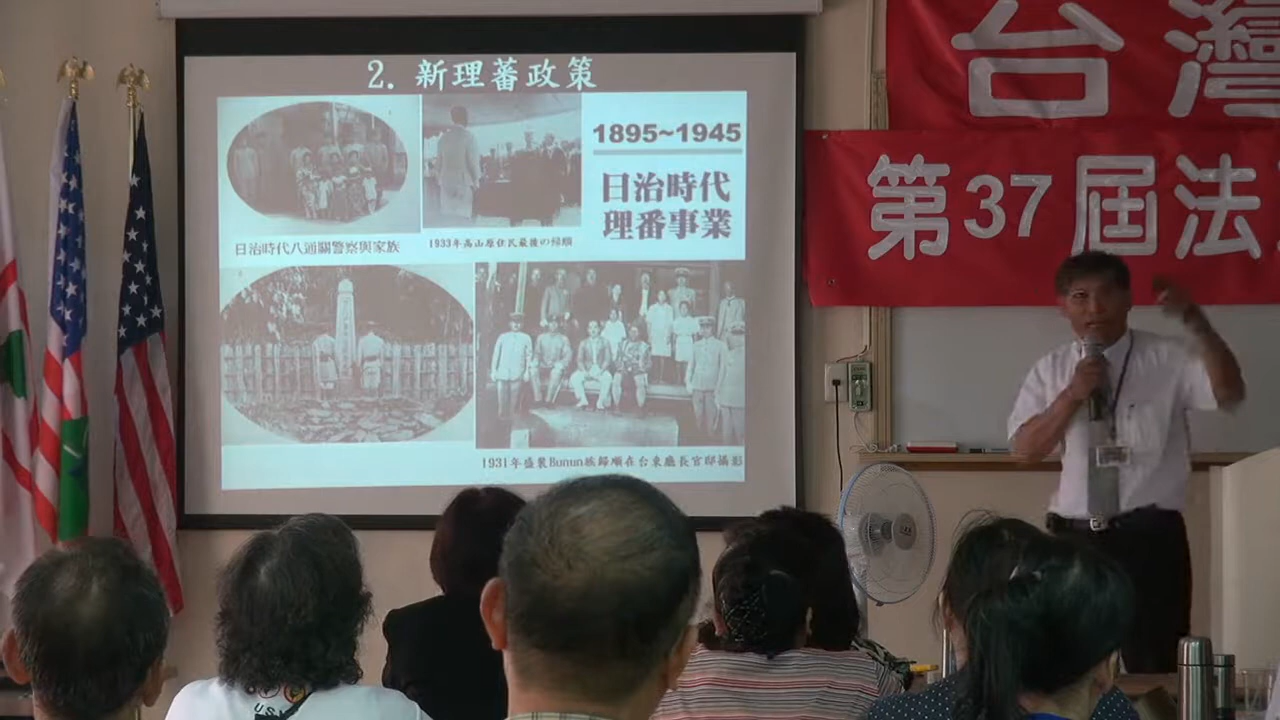 2. 新理蕃政策
1895~1945
日治時代
理番事業
日治時代八通關警察與家族
1933年高山原住民最後の歸順
1931年盛裝Bunun族歸順在台東廳長官邸攝影
台灣
第37屆法
U.S.